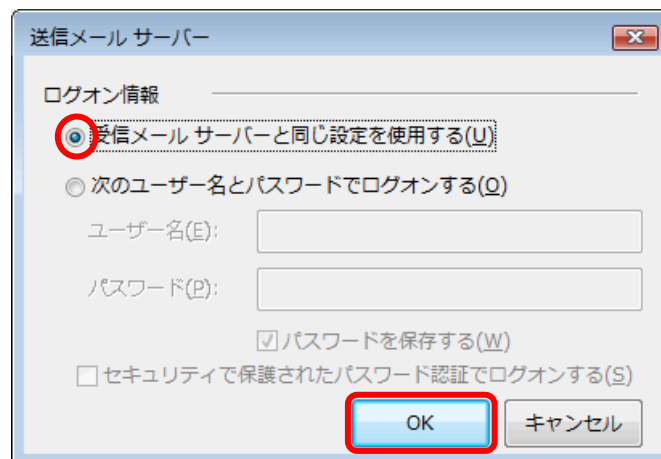 送信メール サーバー
ログオン情報
受信メール サーバーと同じ設定を使用する(U)
次のユーザー名とパスワードでログオンする(O)
ユーザー名(E):
パスワード(P):
パスワードを保存する(W)
セキュリティで保護されたパスワード認証でログオンする(S)
OK キャンセル